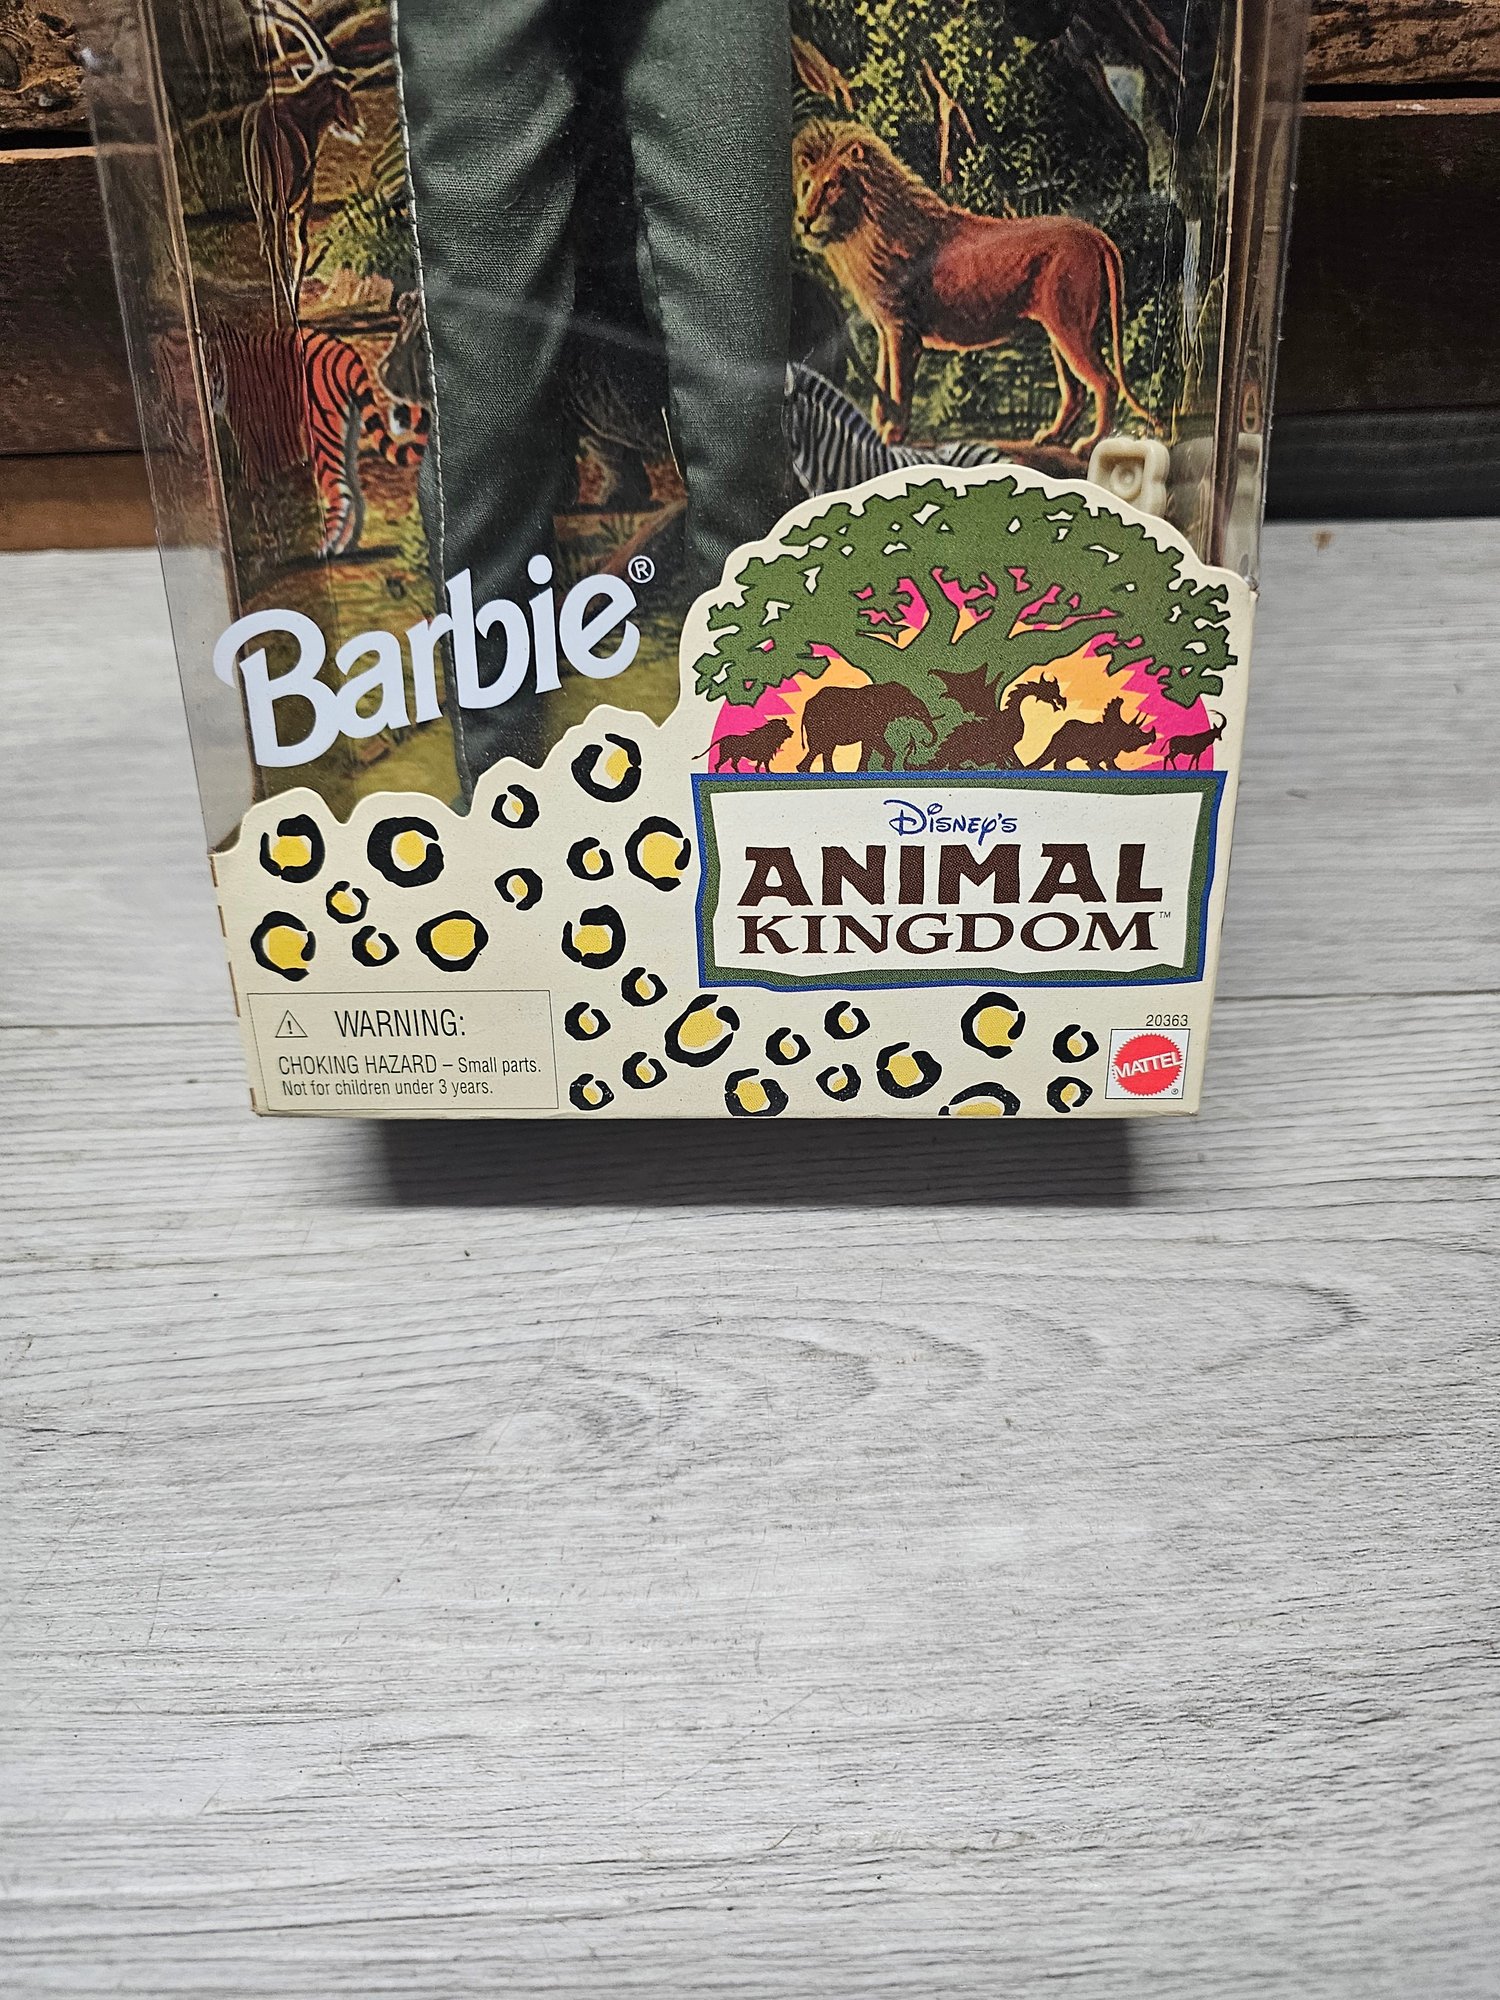 Barbie®
Disney's
ANIMAL
KINGDOM™
⚠ WARNING:
CHOKING HAZARD – Small parts.
Not for children under 3 years.
20363
MATTEL®